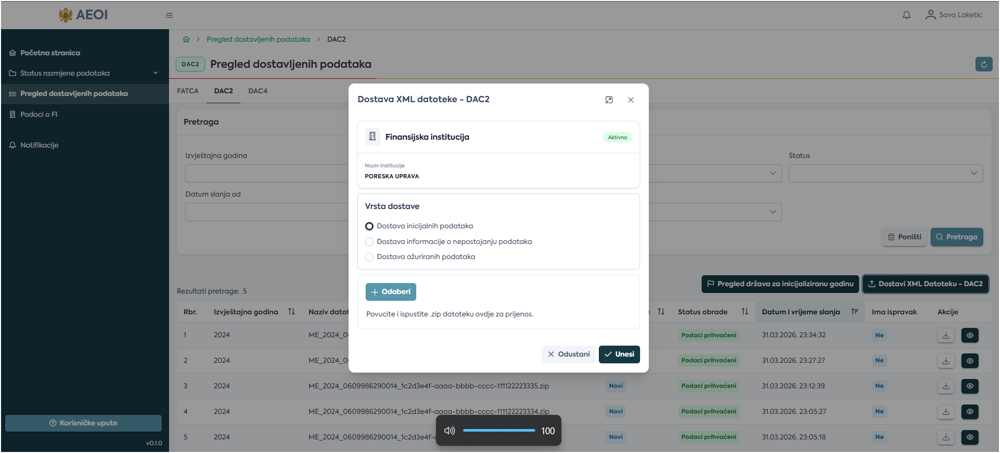 AEOI
Sava Laketic
Početna stranica
Status razmjene podataka
Pregled dostavljenih podataka
Podaci o FI
Notifikacije
Korisničke upute
v0.1.0
Pregled dostavljenih podataka > DAC2
DAC2 Pregled dostavljenih podataka
FATCA DAC2 DAC4
Pretraga
Izvještajna godina
Status
Datum slanja od
Poništi Pretraga
Dostava XML datoteke - DAC2
Finansijska institucija Aktivna
Naziv institucije
PORESKA UPRAVA
Vrsta dostave
Dostava inicijalnih podataka
Dostava informacije o nepostojanju podataka
Dostava ažuriranih podataka
+ Odaberi
Povucite i ispustite .zip datoteku ovdje za prijenos.
Odustani Unesi
Rezultati pretrage: 5
Pregled država za inicijaliziranu godinu Dostavi XML Datoteku - DAC2
Rbr. Izvještajna godina Naziv datot Status obrade Datum i vrijeme slanja Ima ispravak Akcije
1 2024 ME_2024_0 Podaci prihvaćeni 31.03.2026. 23:34:32 Ne
2 2024 ME_2024_0 Podaci prihvaćeni 31.03.2026. 23:27:27 Ne
3 2024 ME_2024_0609986290014_1c2d3e4f-aaaa-bbbb-cccc-111122223335.zip Novi Podaci prihvaćeni 31.03.2026. 23:12:39 Ne
4 2024 ME_2024_0609986290014_1c2d3e4f-aaaa-bbbb-cccc-111122223334.zip Novi Podaci prihvaćeni 31.03.2026. 23:05:27 Ne
5 2024 ME_2024_0609986290014_1c2d3e4f- Novi Podaci prihvaćeni 31.03.2026. 23:05:18 Ne
100